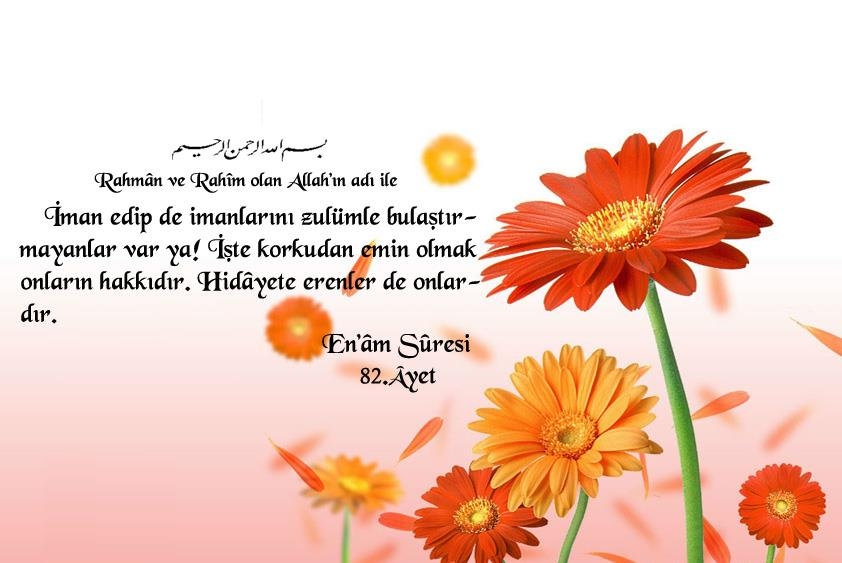 بسم الله الرحمن الرحيم
Rahmân ve Rahîm olan Allah'ın adı ile
İman edip de imanlarını zulümle bulaştır-
mayanlar var ya! İşte korkudan emin olmak
onların hakkıdır. Hidâyete erenler de onlar-
dır.
En'âm Sûresi
82.Âyet